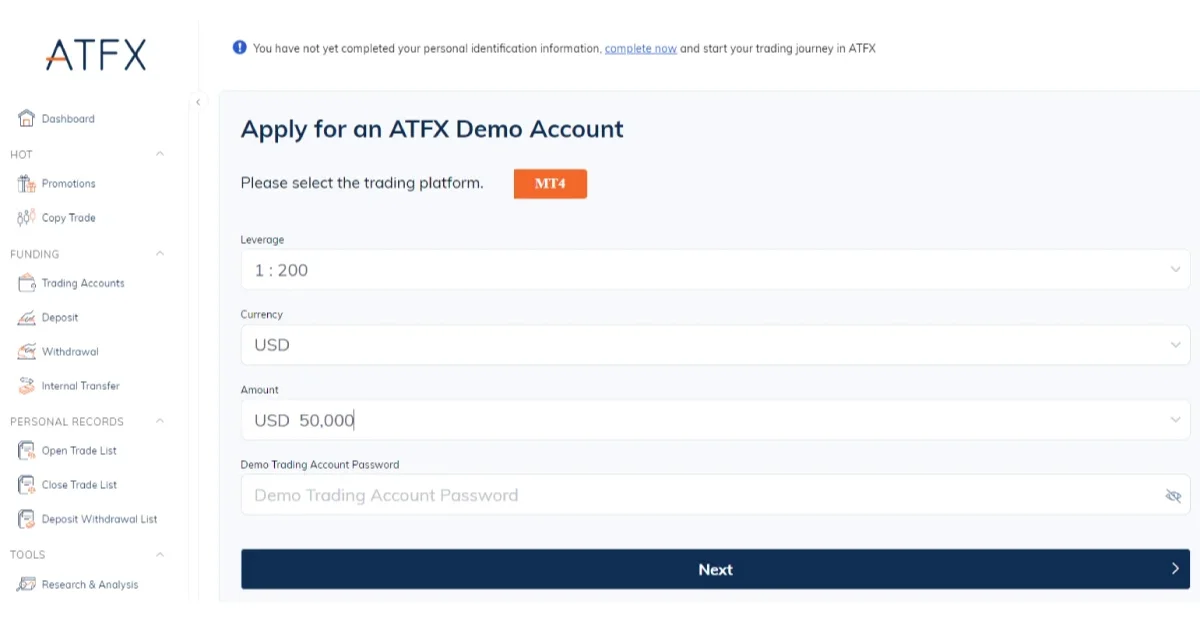 ATFX
Dashboard
HOT
Promotions
Copy Trade
FUNDING
Trading Accounts
Deposit
Withdrawal
Internal Transfer
PERSONAL RECORDS
Open Trade List
Close Trade List
Deposit Withdrawal List
TOOLS
Research & Analysis
You have not yet completed your personal identification information, complete now and start your trading journey in ATFX
Apply for an ATFX Demo Account
Please select the trading platform. MT4
Leverage
1 : 200
Currency
USD
Amount
USD 50,000
Demo Trading Account Password
Demo Trading Account Password
Next